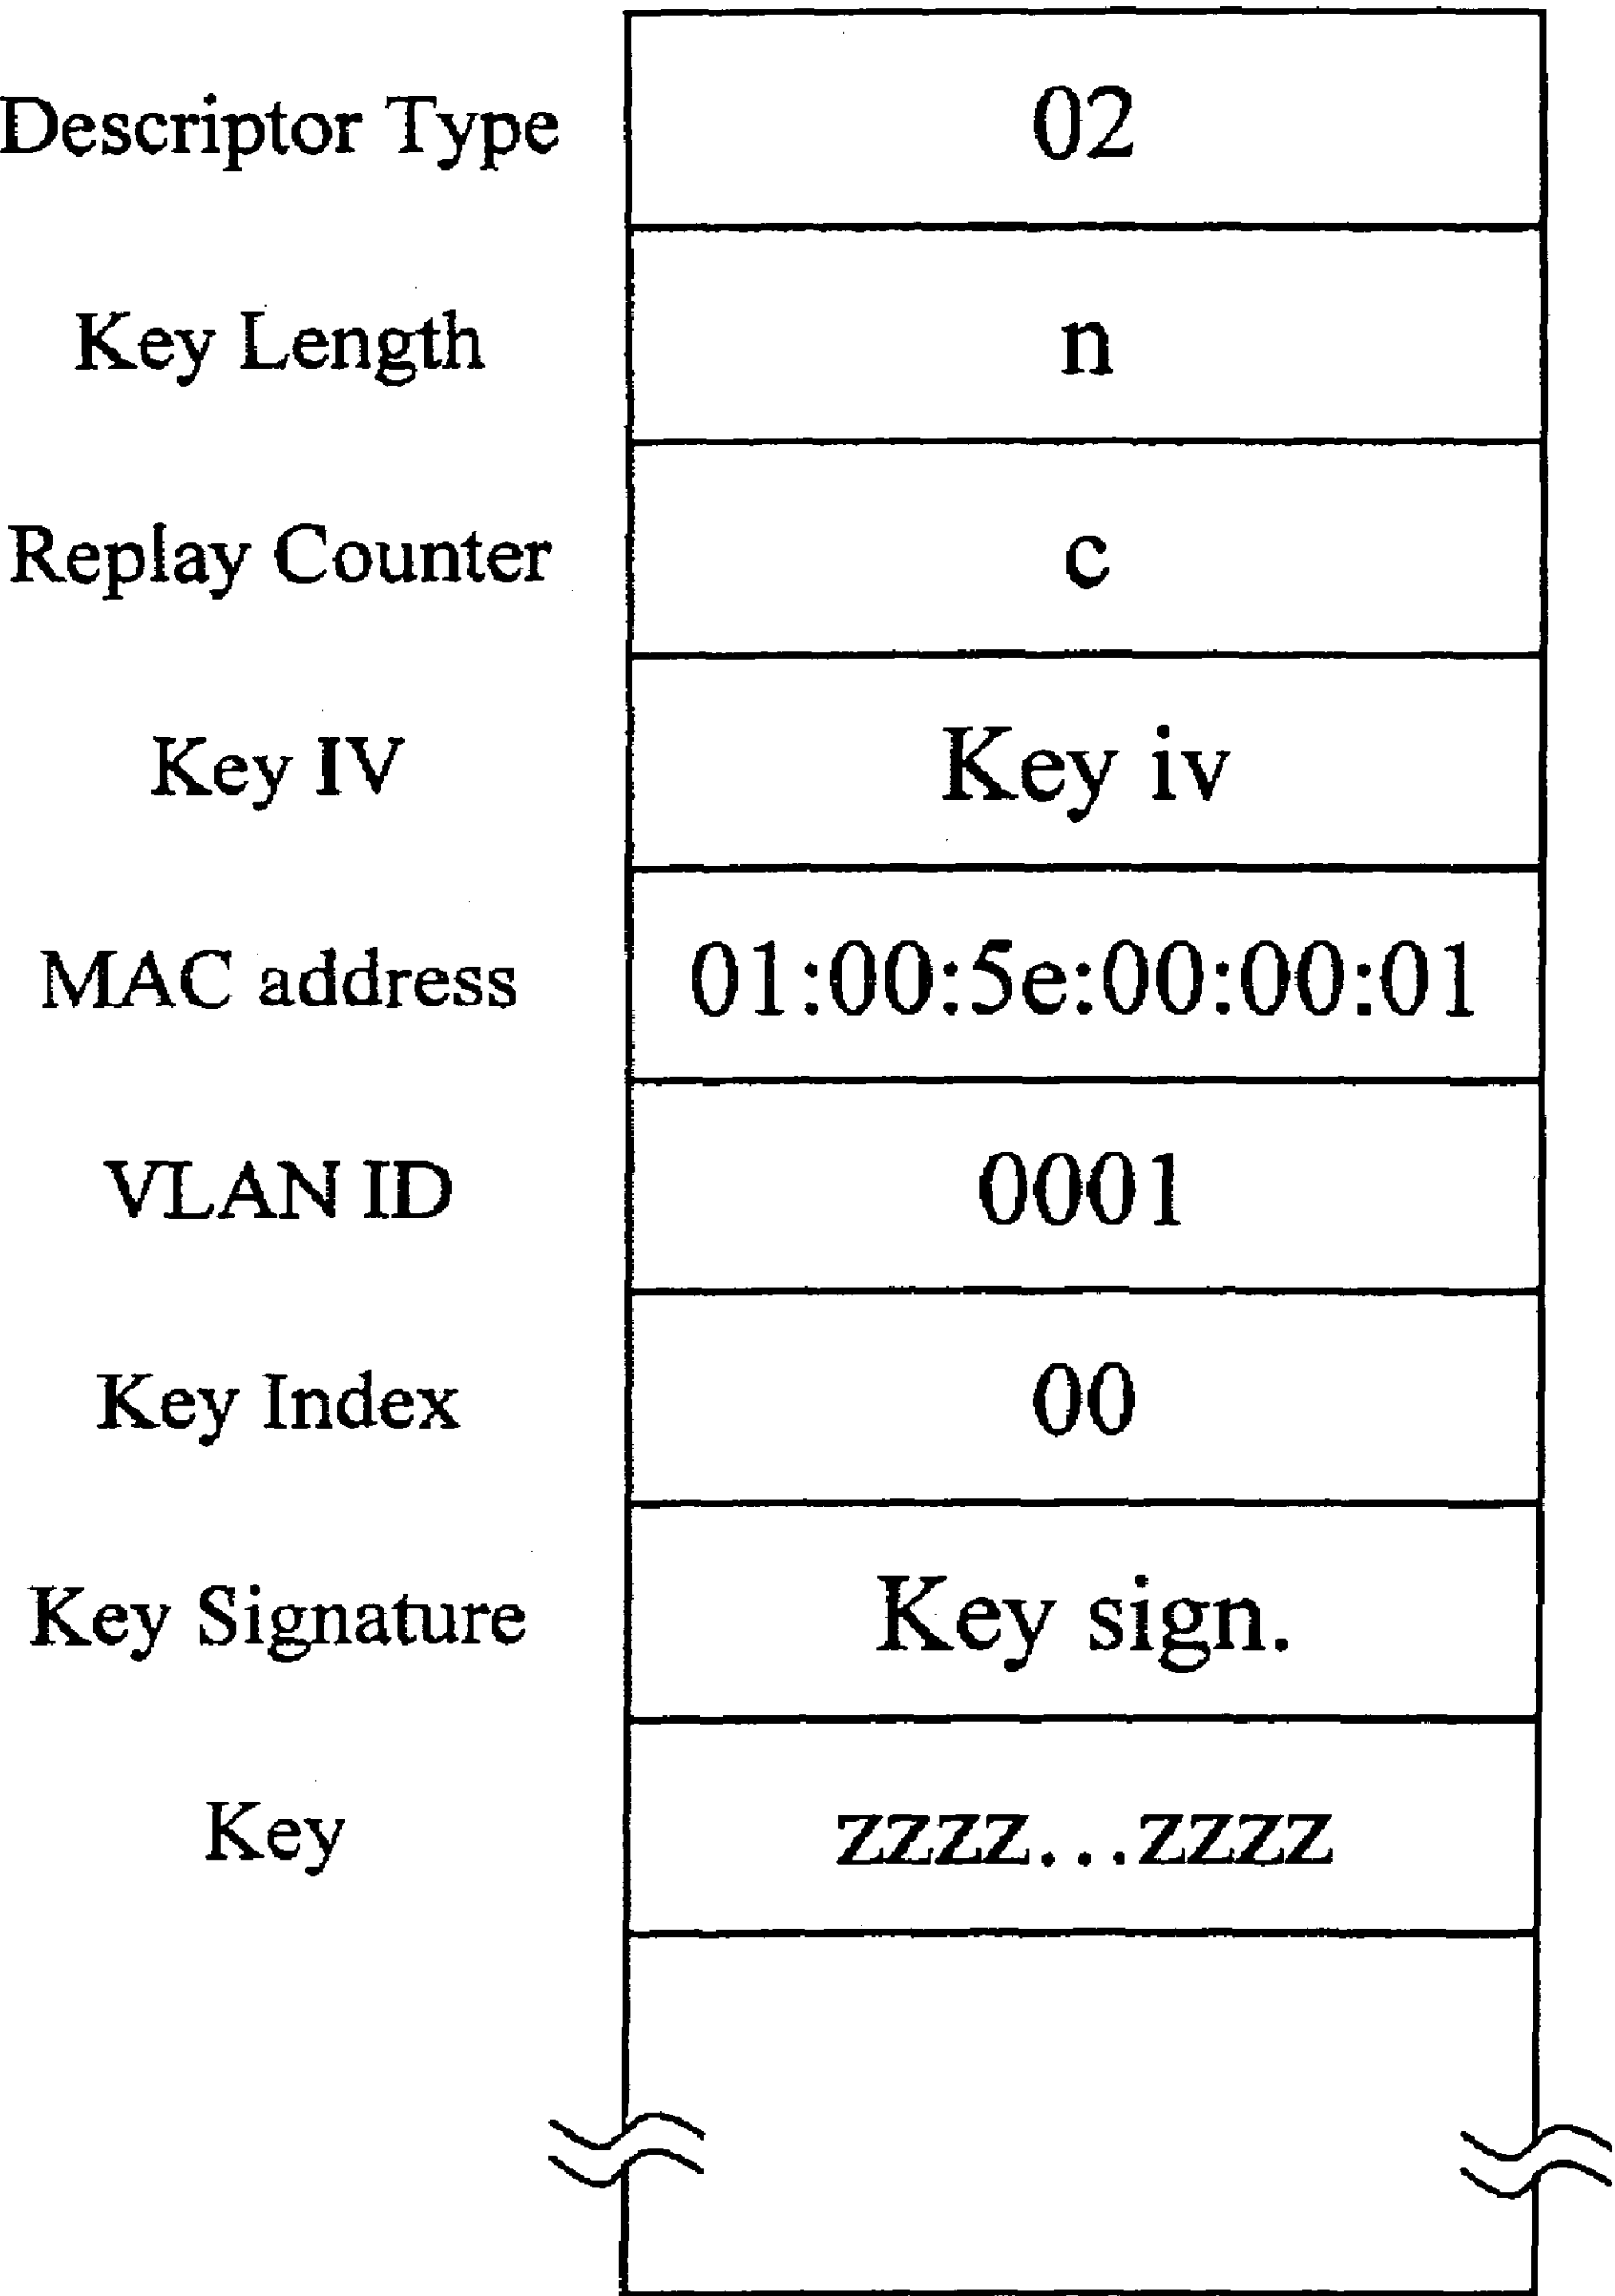 Descriptor Type 02
Key Length n
Replay Counter c
Key IV Key iv
MAC address 01:00:5e:00:00:01
VLAN ID 0001
Key Index 00
Key Signature Key sign.
Key zzzz...zzzz